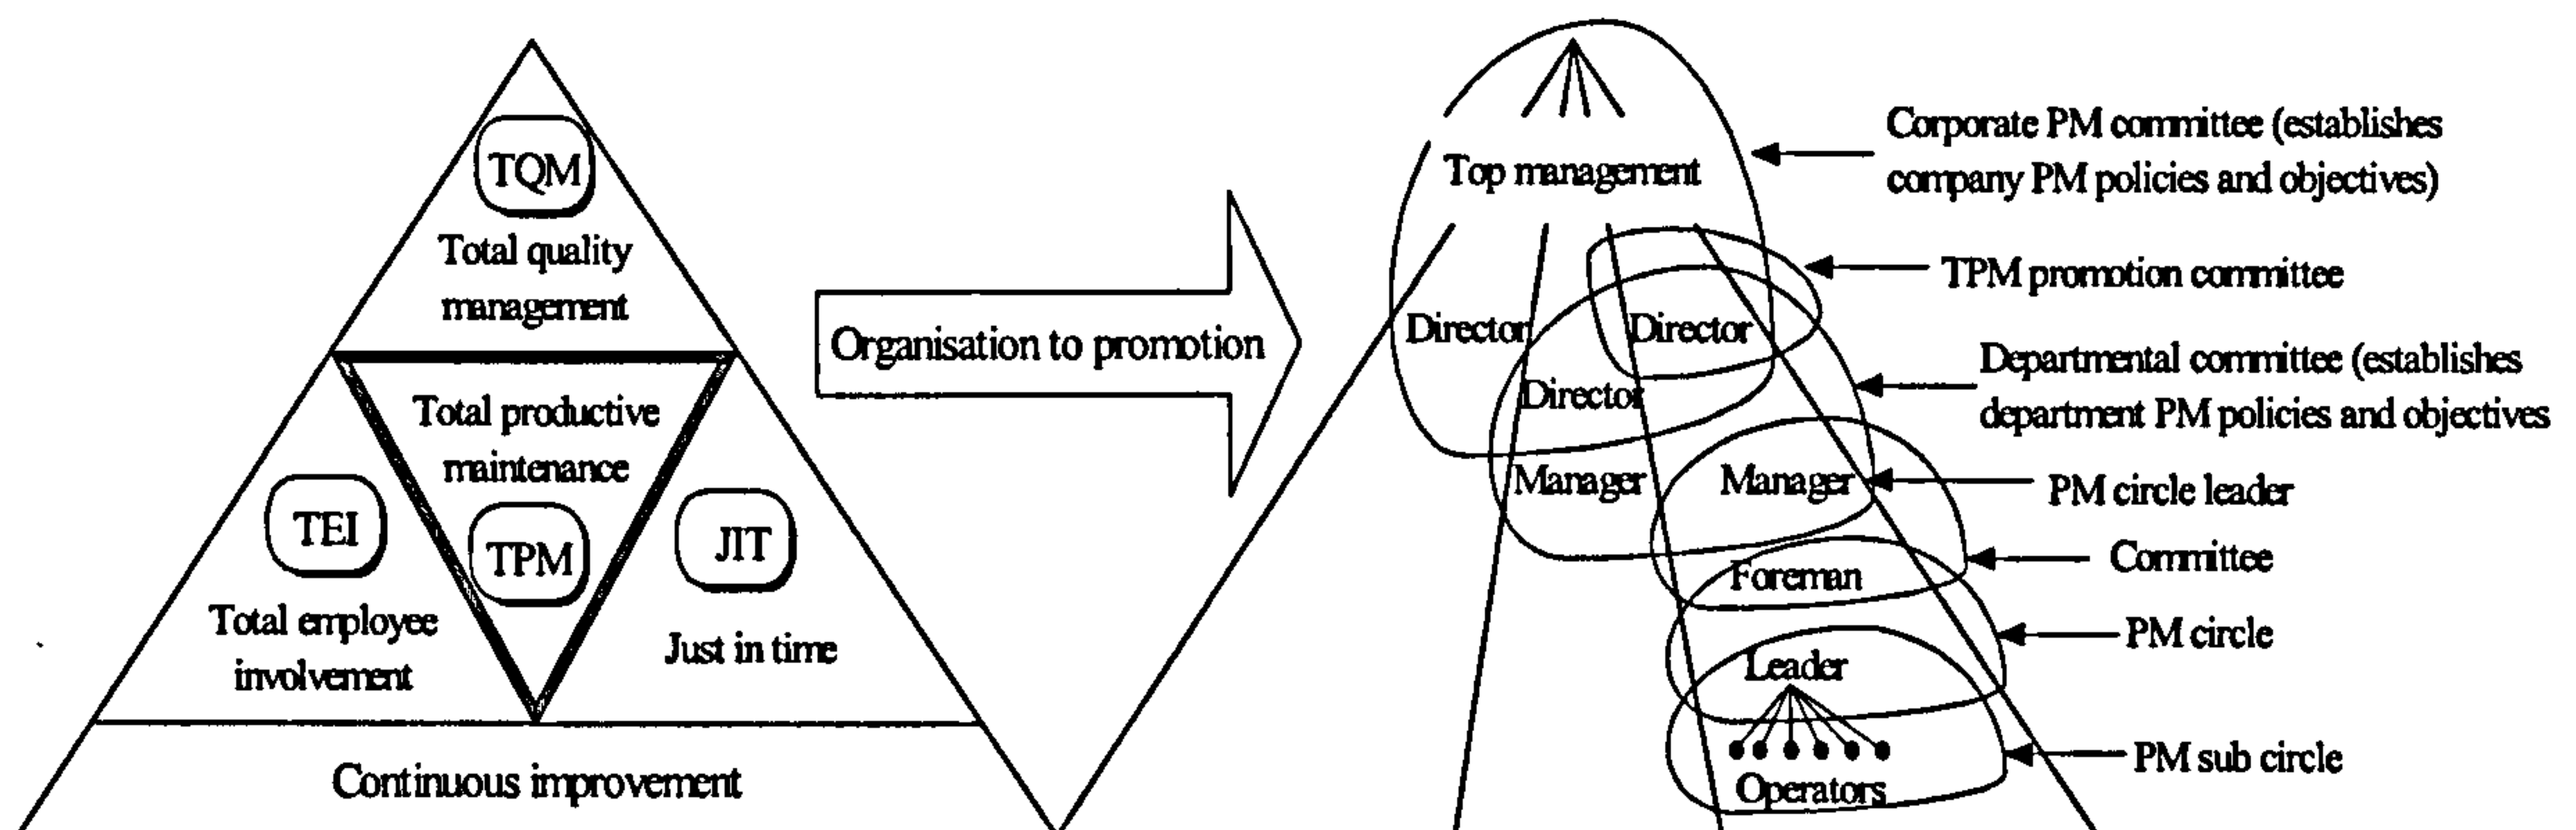 TQM
Total quality
management
Total productive
maintenance
TEI
TPM
JIT
Total employee
involvement
Just in time
Continuous improvement
Organisation to promotion
Top management
Director
Director
Director
Manager
Manager
Foreman
Leader
Operators
Corporate PM committee (establishes
company PM policies and objectives)
TPM promotion committee
Departmental committee (establishes
department PM policies and objectives
PM circle leader
Committee
PM circle
PM sub circle